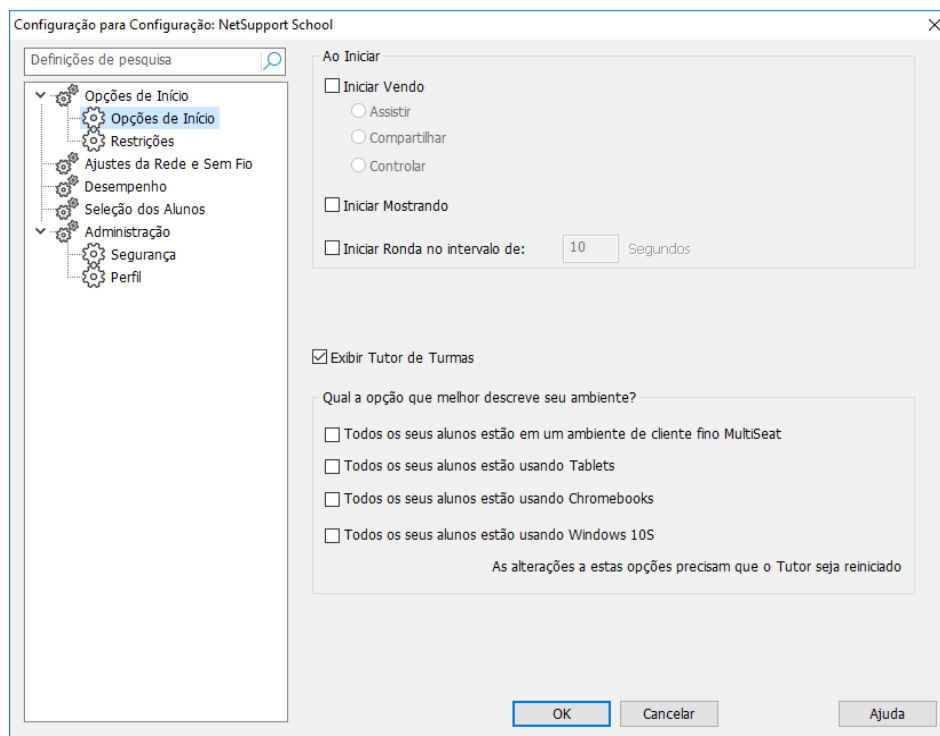 Configuração para Configuração: NetSupport School
Definições de pesquisa
Opções de Início
Opções de Início
Restrições
Ajustes da Rede e Sem Fio
Desempenho
Seleção dos Alunos
Administração
Segurança
Perfil
Ao Iniciar
Iniciar Vendo
Assistir
Compartilhar
Controlar
Iniciar Mostrando
Iniciar Ronda no intervalo de: 10 Segundos
Exibir Tutor de Turmas
Qual a opção que melhor descreve seu ambiente?
Todos os seus alunos estão em um ambiente de cliente fino MultiSeat
Todos os seus alunos estão usando Tablets
Todos os seus alunos estão usando Chromebooks
Todos os seus alunos estão usando Windows 10S
As alterações a estas opções precisam que o Tutor seja reiniciado
OK Cancelar Ajuda